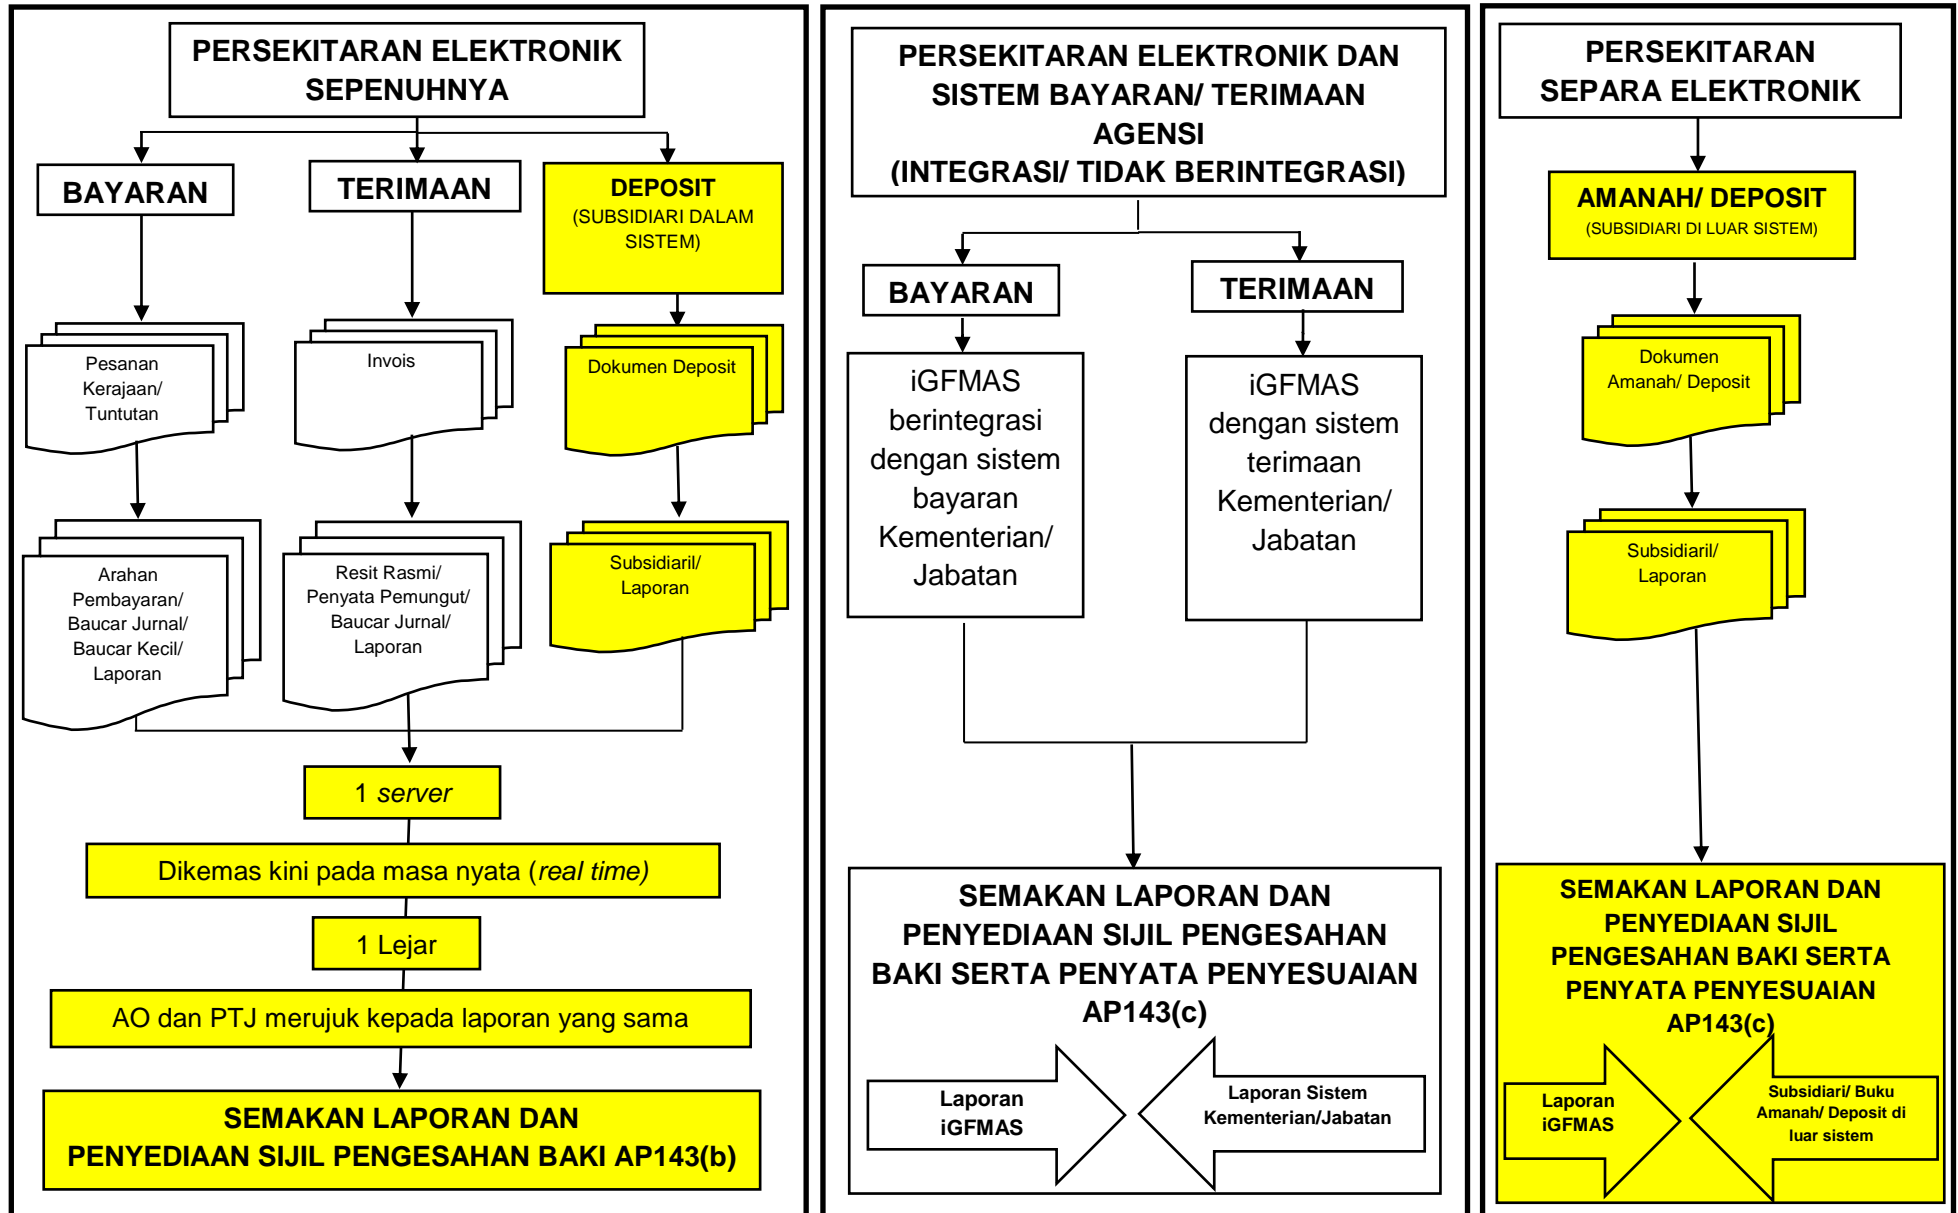 PERSEKITARAN ELEKTRONIK
SEPENUHNYA
BAYARAN
TERIMAAN
DEPOSIT
(SUBSIDIARI DALAM
SISTEM)
Pesanan
Kerajaan/
Tuntutan
Invois
Dokumen Deposit
Arahan
Pembayaran/
Baucar Jurnal/
Baucar Kecil/
Laporan
Resit Rasmi/
Penyata Pemungut/
Baucar Jurnal/
Laporan
Subsidiaril/
Laporan
1 server
Dikemas kini pada masa nyata (real time)
1 Lejar
AO dan PTJ merujuk kepada laporan yang sama
SEMAKAN LAPORAN DAN
PENYEDIAAN SIJIL PENGESAHAN BAKI AP143(b)
PERSEKITARAN ELEKTRONIK DAN
SISTEM BAYARAN/ TERIMAAN
AGENSI
(INTEGRASI/ TIDAK BERINTEGRASI)
BAYARAN
TERIMAAN
iGFMAS
berintegrasi
dengan sistem
bayaran
Kementerian/
Jabatan
iGFMAS
dengan sistem
terimaan
Kementerian/
Jabatan
SEMAKAN LAPORAN DAN
PENYEDIAAN SIJIL PENGESAHAN
BAKI SERTA PENYATA PENYESUAIAN
AP143(c)
Laporan
iGFMAS
Laporan Sistem
Kementerian/Jabatan
PERSEKITARAN
SEPARA ELEKTRONIK
AMANAH/ DEPOSIT
(SUBSIDIARI DI LUAR SISTEM)
Dokumen
Amanah/ Deposit
Subsidiaril/
Laporan
SEMAKAN LAPORAN DAN
PENYEDIAAN SIJIL
PENGESAHAN BAKI SERTA
PENYATA PENYESUAIAN
AP143(c)
Laporan
iGFMAS
Subsidiari/ Buku
Amanah/ Deposit di
luar sistem